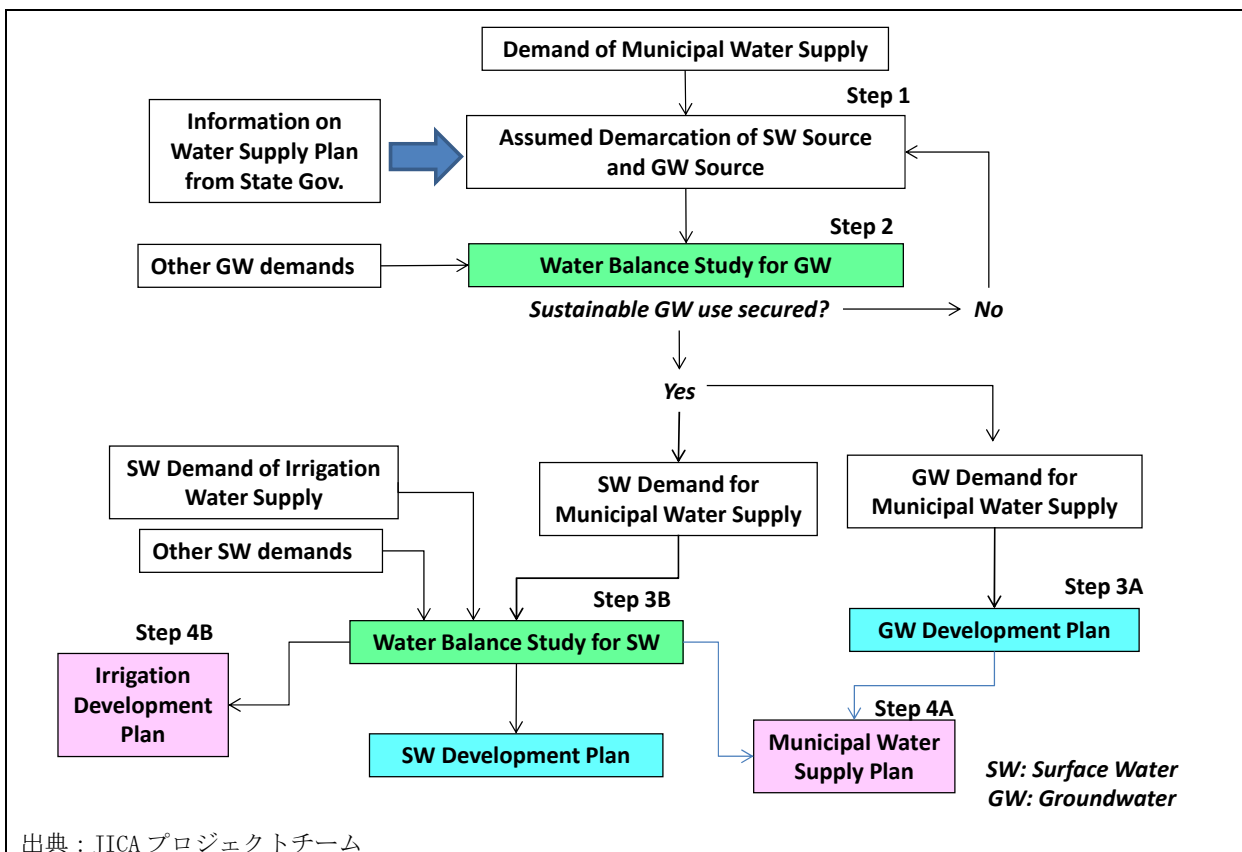 Demand of Municipal Water Supply
Step 1
Information on
Water Supply Plan
from State Gov.
Assumed Demarcation of SW Source
and GW Source
Step 2
Other GW demands
Water Balance Study for GW
Sustainable GW use secured?
No
Yes
SW Demand of Irrigation
Water Supply
SW Demand for
Municipal Water Supply
GW Demand for
Municipal Water Supply
Other SW demands
Step 3B
Step 3A
Step 4B
Water Balance Study for SW
GW Development Plan
Irrigation
Development
Plan
Step 4A
SW Development Plan
Municipal Water
Supply Plan
SW: Surface Water
GW: Groundwater
出典：JICA プロジェクトチーム